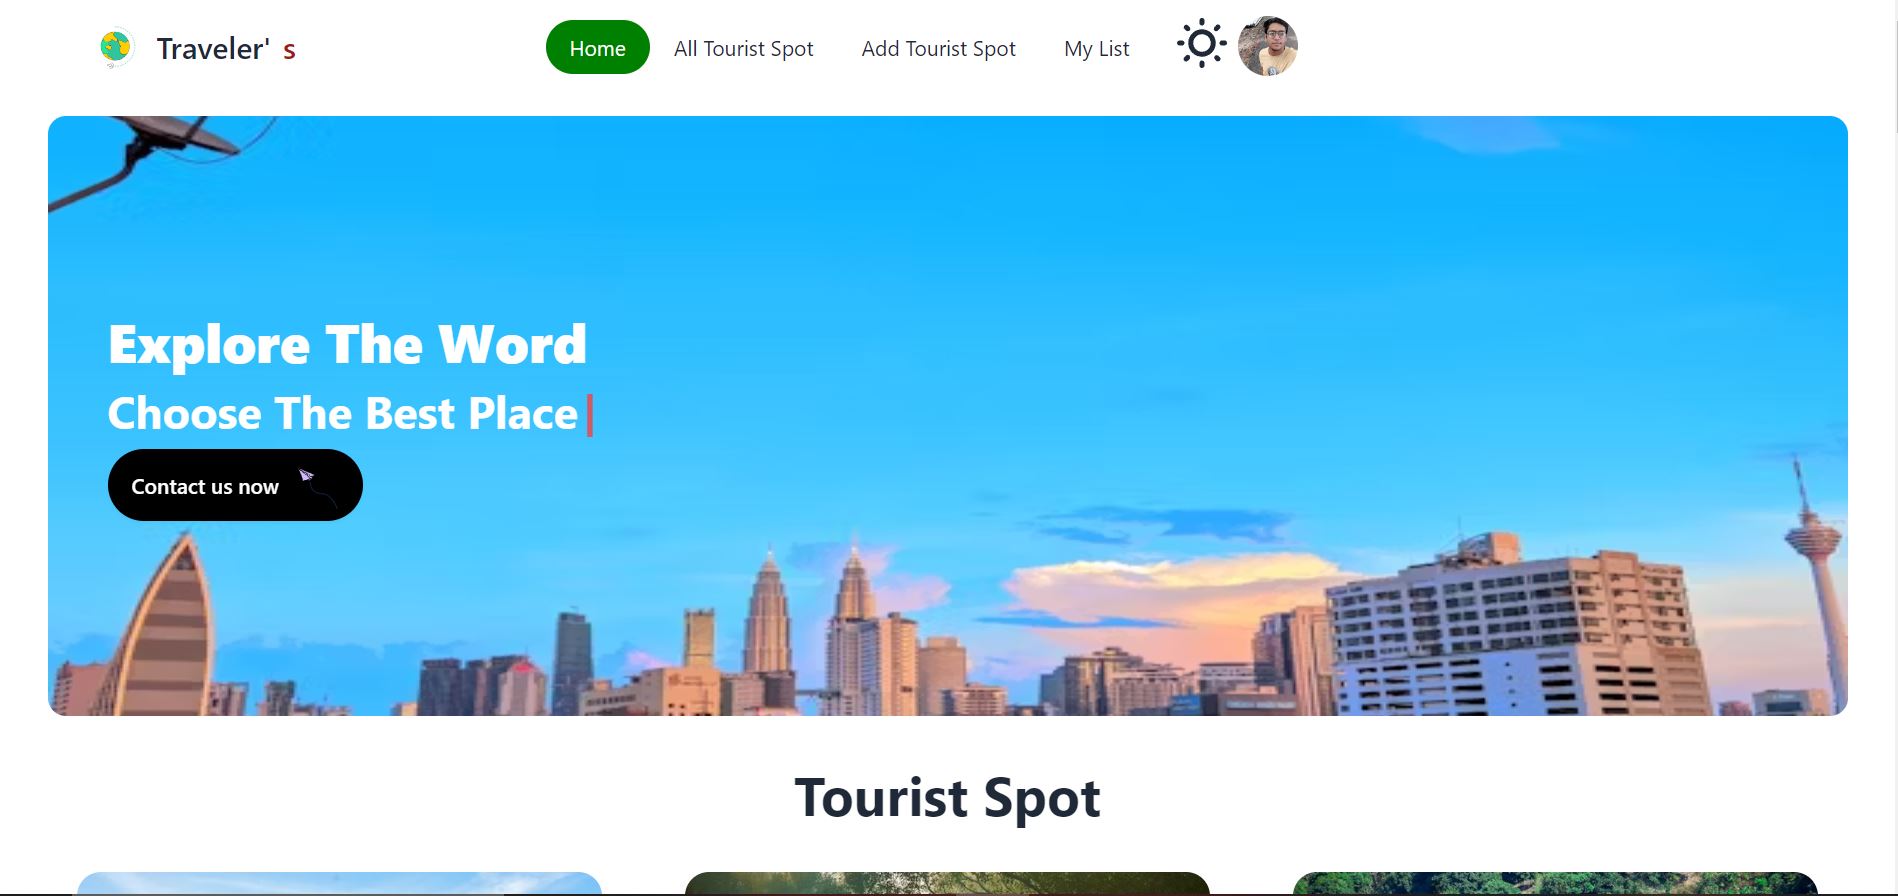 Traveler' s
Home
All Tourist Spot
Add Tourist Spot
My List
Explore The Word
Choose The Best Place
Contact us now
Tourist Spot